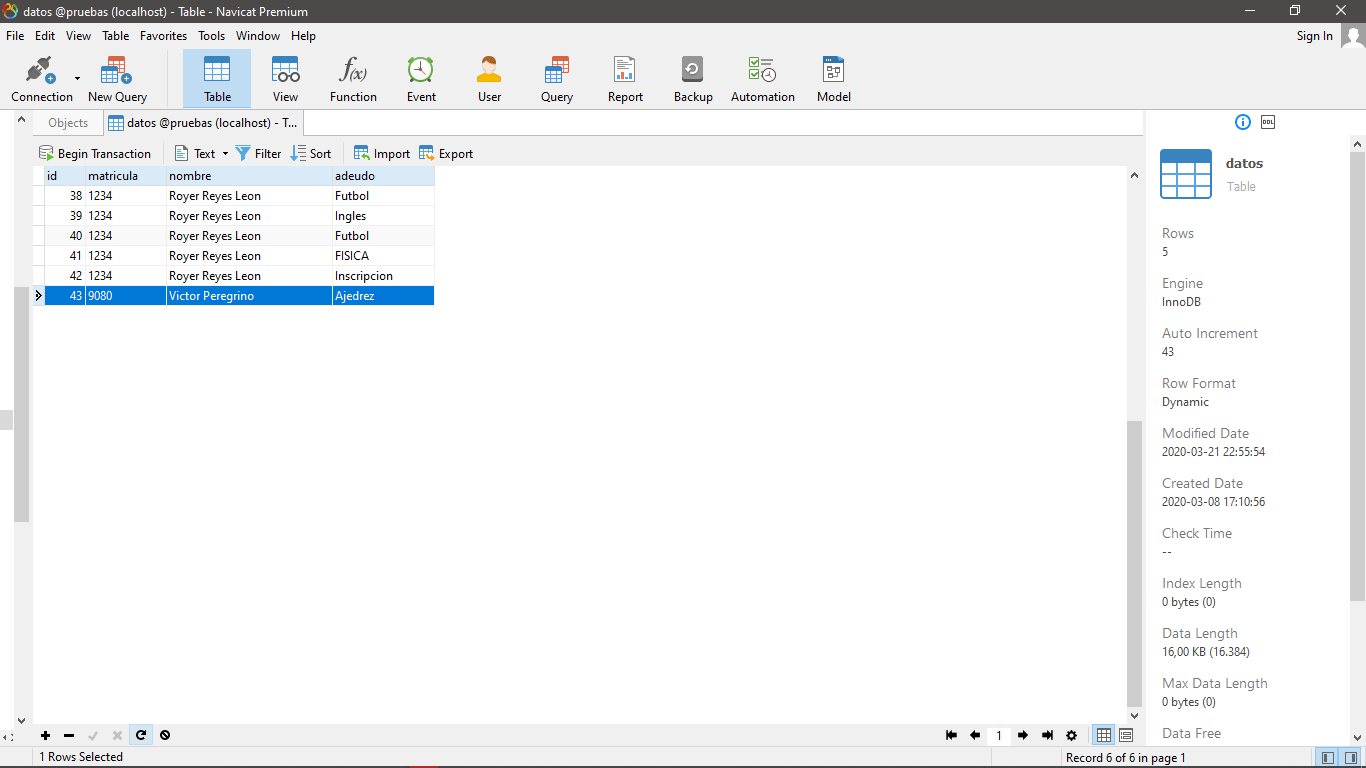 datos @pruebas (localhost) - Table - Navicat Premium
File Edit View Table Favorites Tools Window Help
Sign In
Connection New Query Table View Function Event User Query Report Backup Automation Model
f(x)
Objects datos @pruebas (localhost) - T...
DDL
Begin Transaction Text Filter Sort Import Export
id matricula nombre adeudo
38 1234 Royer Reyes Leon Futbol
39 1234 Royer Reyes Leon Ingles
40 1234 Royer Reyes Leon Futbol
41 1234 Royer Reyes Leon FISICA
42 1234 Royer Reyes Leon Inscripcion
43 9080 Victor Peregrino Ajedrez
datos
Table
Rows
5
Engine
InnoDB
Auto Increment
43
Row Format
Dynamic
Modified Date
2020-03-21 22:55:54
Created Date
2020-03-08 17:10:56
Check Time
--
Index Length
0 bytes (0)
Data Length
16,00 KB (16.384)
Max Data Length
0 bytes (0)
Data Free
1
1 Rows Selected
Record 6 of 6 in page 1